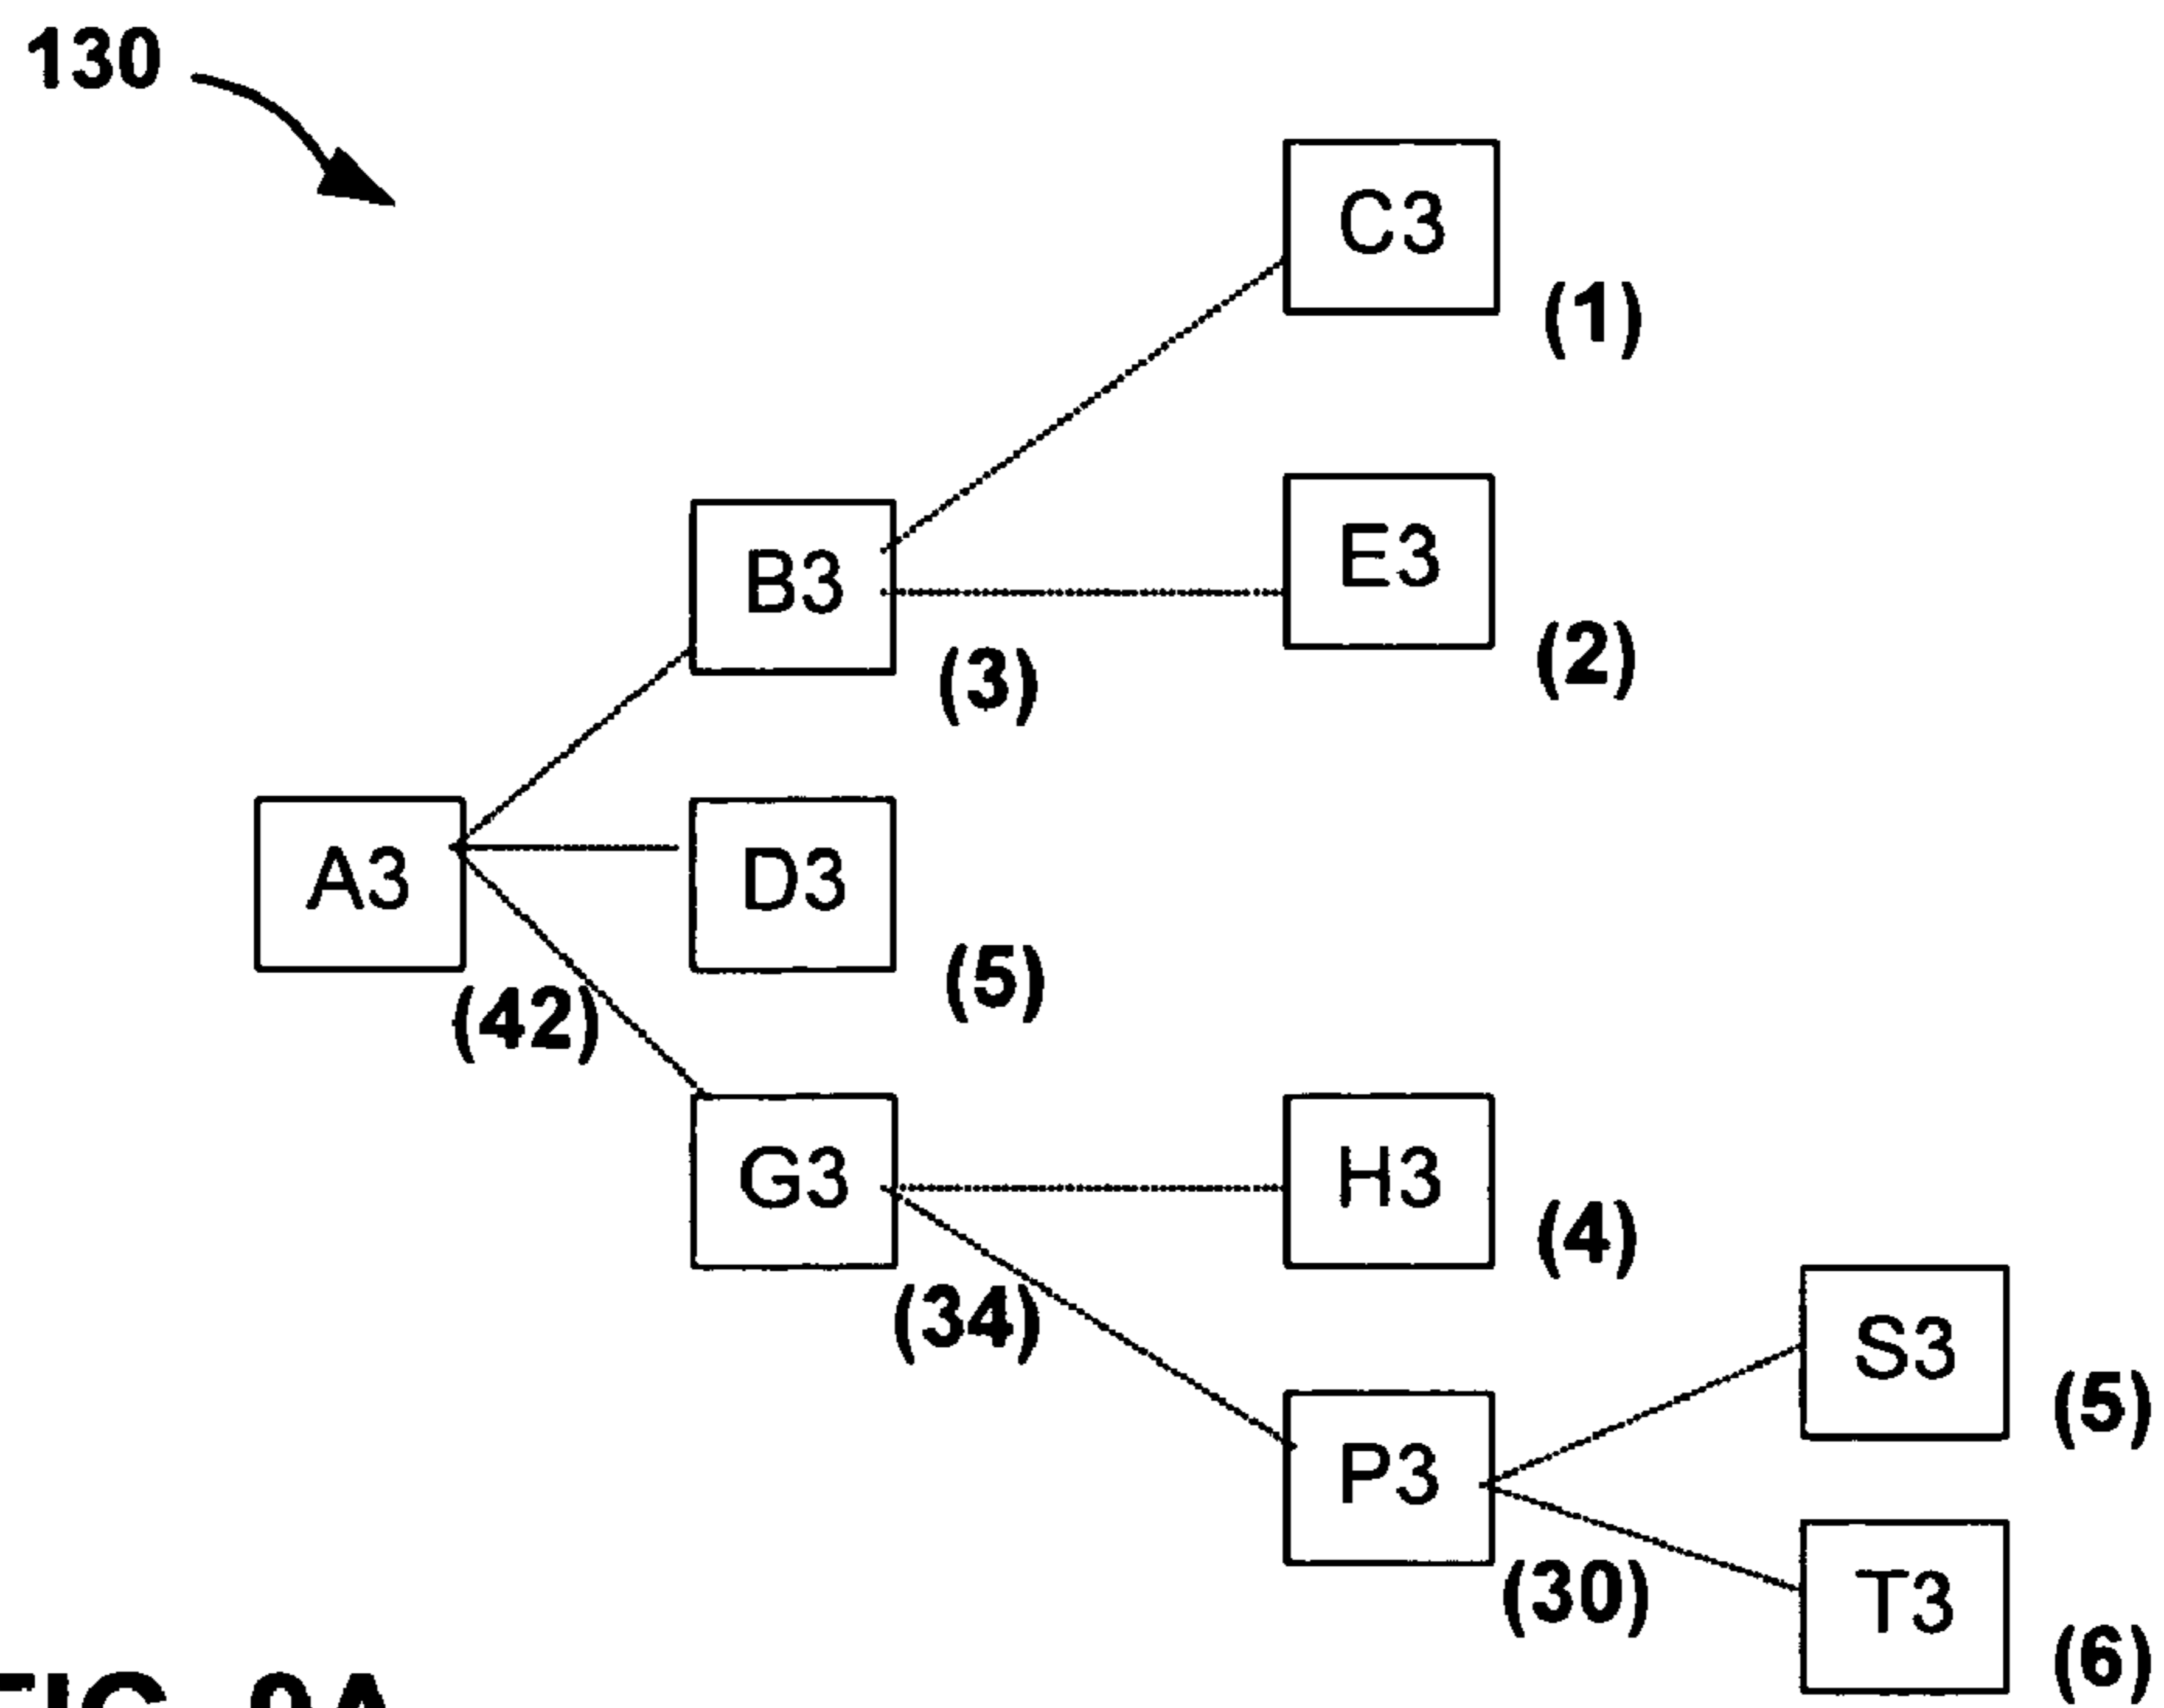 130
C3
(1)
E3
B3
(2)
(3)
A3
D3
(5)
(42)
G3
H3
(4)
(34)
S3
(5)
P3
(30)
T3
(6)